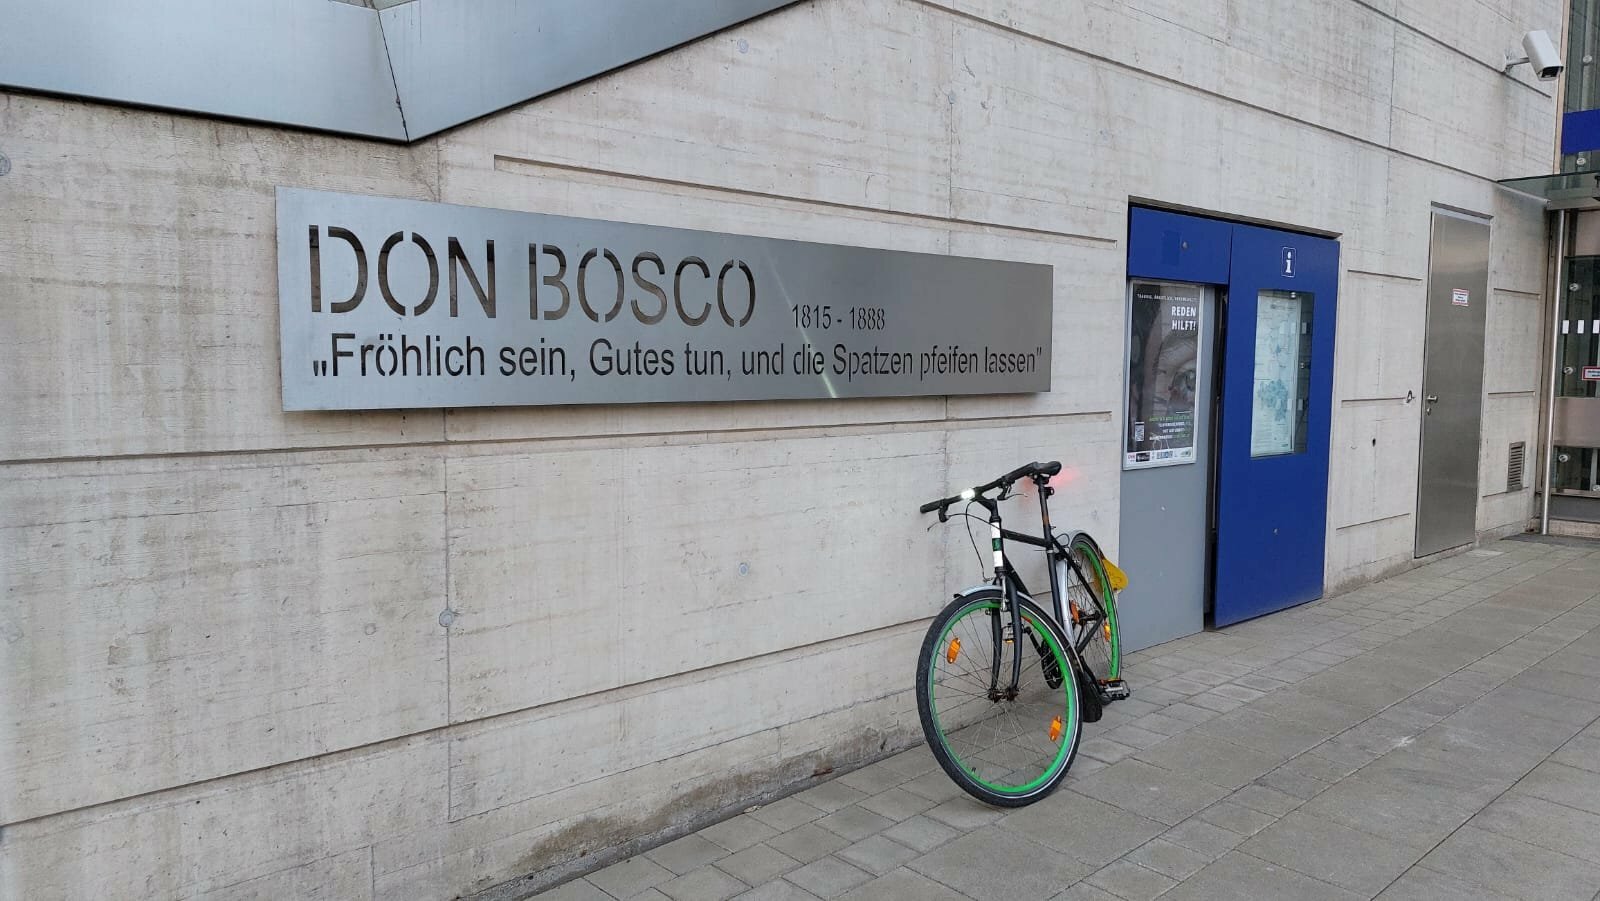 DON BOSCO 1815 - 1888
„Fröhlich sein, Gutes tun, und die Spatzen pfeifen lassen"
i
REDEN
HILFT!